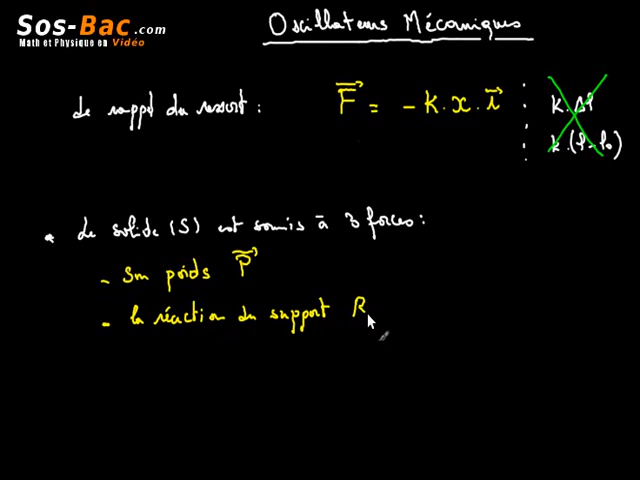 Sos-Bac.com
Math et Physique en Vidéo
Oscillateurs Mécaniques
de rappel du ressort : F⃗ = - k . x . i⃗ : k . Δl
k . (l - l₀)
* Le solide (S) est soumis à 3 forces :
- Son poids P⃗
- la réaction du support R